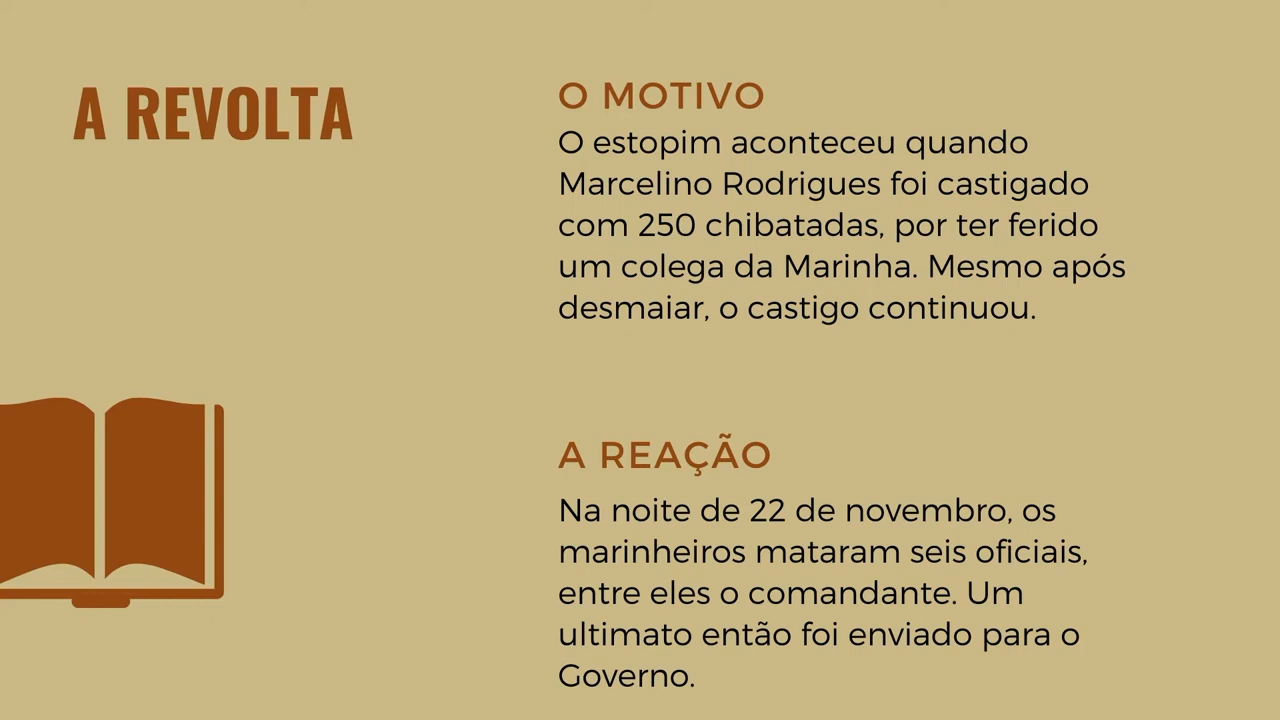 A REVOLTA
O MOTIVO
O estopim aconteceu quando
Marcelino Rodrigues foi castigado
com 250 chibatadas, por ter ferido
um colega da Marinha. Mesmo após
desmaiar, o castigo continuou.
A REAÇÃO
Na noite de 22 de novembro, os
marinheiros mataram seis oficiais,
entre eles o comandante. Um
ultimato então foi enviado para o
Governo.